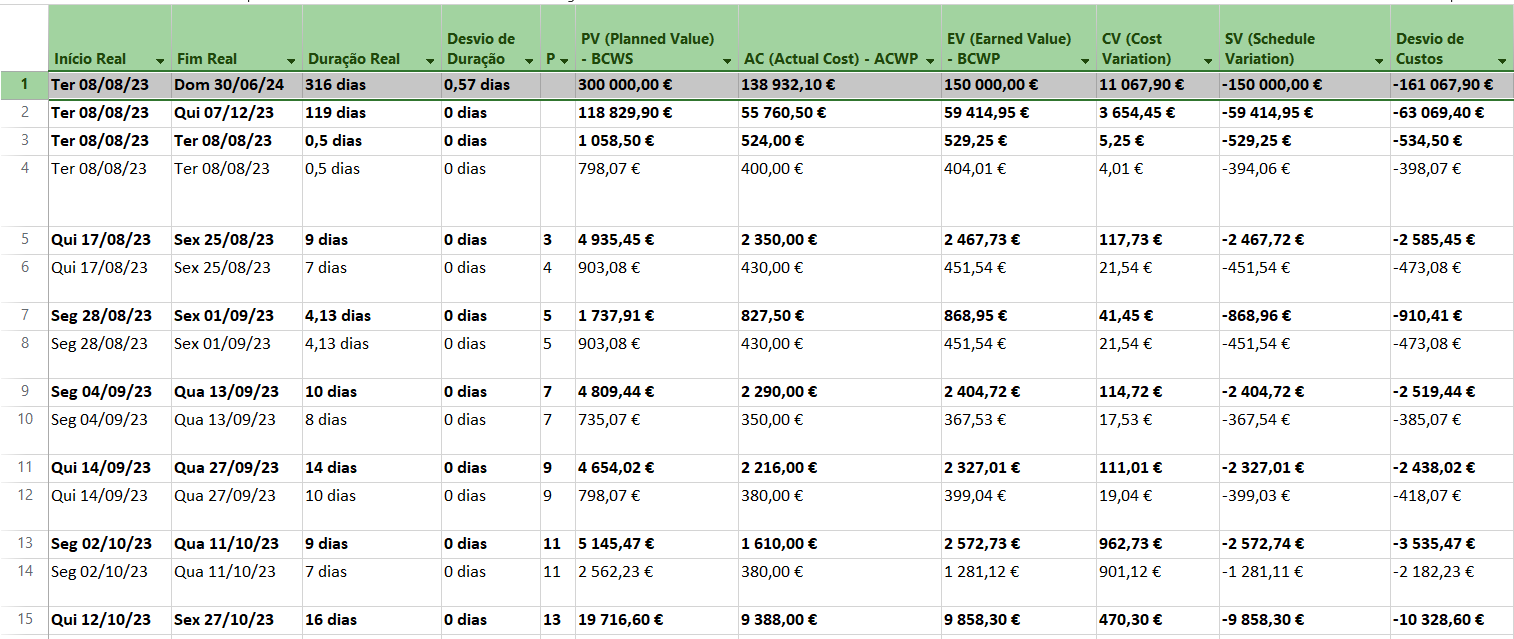 Início Real Fim Real Duração Real Desvio de Duração P PV (Planned Value) - BCWS AC (Actual Cost) - ACWP EV (Earned Value) - BCWP CV (Cost Variation) SV (Schedule Variation) Desvio de Custos
1 Ter 08/08/23 Dom 30/06/24 316 dias 0,57 dias 300 000,00 € 138 932,10 € 150 000,00 € 11 067,90 € -150 000,00 € -161 067,90 €
2 Ter 08/08/23 Qui 07/12/23 119 dias 0 dias 118 829,90 € 55 760,50 € 59 414,95 € 3 654,45 € -59 414,95 € -63 069,40 €
3 Ter 08/08/23 Ter 08/08/23 0,5 dias 0 dias 1 058,50 € 524,00 € 529,25 € 5,25 € -529,25 € -534,50 €
4 Ter 08/08/23 Ter 08/08/23 0,5 dias 0 dias 798,07 € 400,00 € 404,01 € 4,01 € -394,06 € -398,07 €
5 Qui 17/08/23 Sex 25/08/23 9 dias 0 dias 3 4 935,45 € 2 350,00 € 2 467,73 € 117,73 € -2 467,72 € -2 585,45 €
6 Qui 17/08/23 Sex 25/08/23 7 dias 0 dias 4 903,08 € 430,00 € 451,54 € 21,54 € -451,54 € -473,08 €
7 Seg 28/08/23 Sex 01/09/23 4,13 dias 0 dias 5 1 737,91 € 827,50 € 868,95 € 41,45 € -868,96 € -910,41 €
8 Seg 28/08/23 Sex 01/09/23 4,13 dias 0 dias 5 903,08 € 430,00 € 451,54 € 21,54 € -451,54 € -473,08 €
9 Seg 04/09/23 Qua 13/09/23 10 dias 0 dias 7 4 809,44 € 2 290,00 € 2 404,72 € 114,72 € -2 404,72 € -2 519,44 €
10 Seg 04/09/23 Qua 13/09/23 8 dias 0 dias 7 735,07 € 350,00 € 367,53 € 17,53 € -367,54 € -385,07 €
11 Qui 14/09/23 Qua 27/09/23 14 dias 0 dias 9 4 654,02 € 2 216,00 € 2 327,01 € 111,01 € -2 327,01 € -2 438,02 €
12 Qui 14/09/23 Qua 27/09/23 10 dias 0 dias 9 798,07 € 380,00 € 399,04 € 19,04 € -399,03 € -418,07 €
13 Seg 02/10/23 Qua 11/10/23 9 dias 0 dias 11 5 145,47 € 1 610,00 € 2 572,73 € 962,73 € -2 572,74 € -3 535,47 €
14 Seg 02/10/23 Qua 11/10/23 7 dias 0 dias 11 2 562,23 € 380,00 € 1 281,12 € 901,12 € -1 281,11 € -2 182,23 €
15 Qui 12/10/23 Sex 27/10/23 16 dias 0 dias 13 19 716,60 € 9 388,00 € 9 858,30 € 470,30 € -9 858,30 € -10 328,60 €